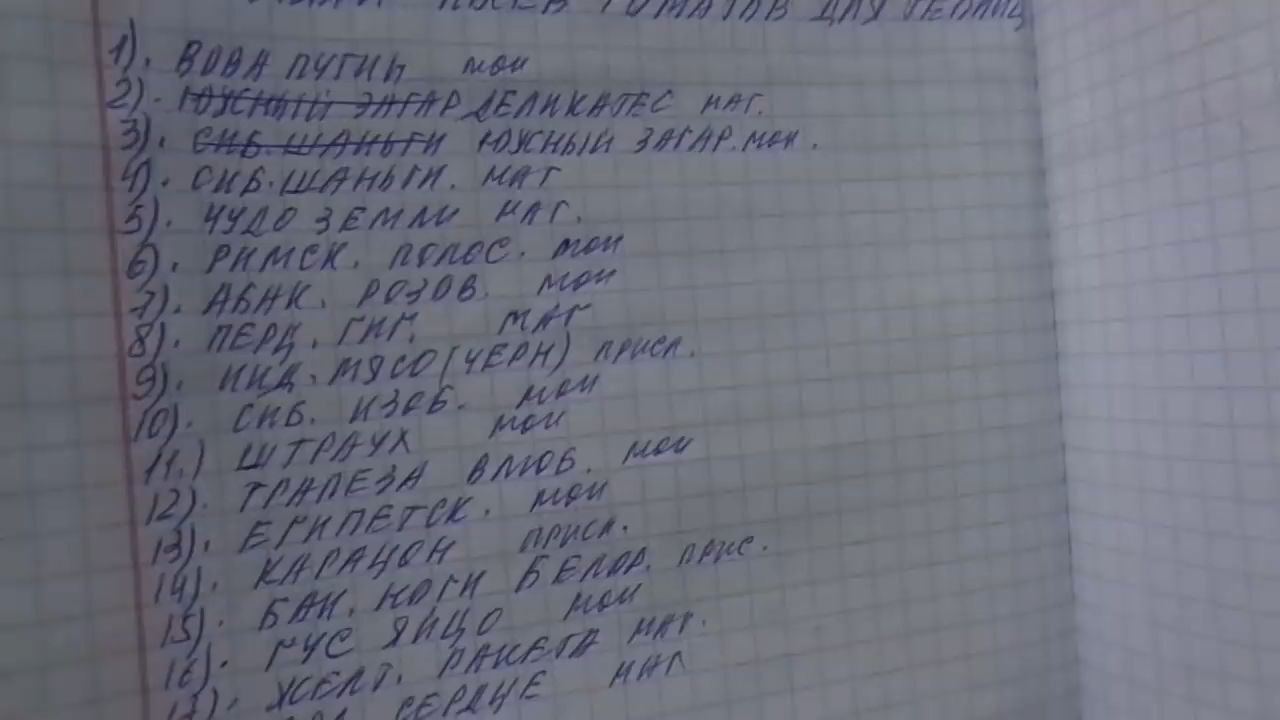 ПОСЕВ ТОМАТОВ ДЛЯ ТЕПЛИЦ
1). ВОВА ПУТИН МОИ
2). ЮЖНЫЙ ЗАГАР ДЕЛИКАТЕС МАГ.
3). СИБ. ШАНЬГИ ЮЖНЫЙ ЗАГАР. МОИ.
4). СИБ. ШАНЬГИ. МАГ
5). ЧУДО ЗЕМЛИ МАГ.
6). РИМСК. ПОЛОС. МОИ
7). АБАК. РОЗОВ. МОИ
8). ПЕРЦ. ГИГ. МАГ
9). ИНД. МЯСО (ЧЕРН) ПРИСЛ.
10). СИБ. ИЗОБ. МОИ
11.) ШТРАУХ МОИ
12). ТРАПЕЗА ВЛЮБ. МОИ
13). ЕГИПЕТСК. МОИ
14). КАРАЦОН ПРИСЛ.
15). БАН. НОГИ БЕЛОР. ПРИС.
16). ГУС ЯЙЦО МОИ
17). ЖЕЛТ. РАКЕТА МАГ.
СЕРДЦЕ МАГ